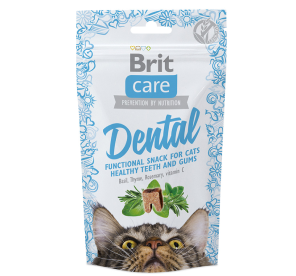 Brit
care
PREVENTION BY NUTRITION
Dental
FUNCTIONAL SNACK FOR CATS
HEALTHY TEETH AND GUMS
Basil, Thyme, Rosemary, vitamin C